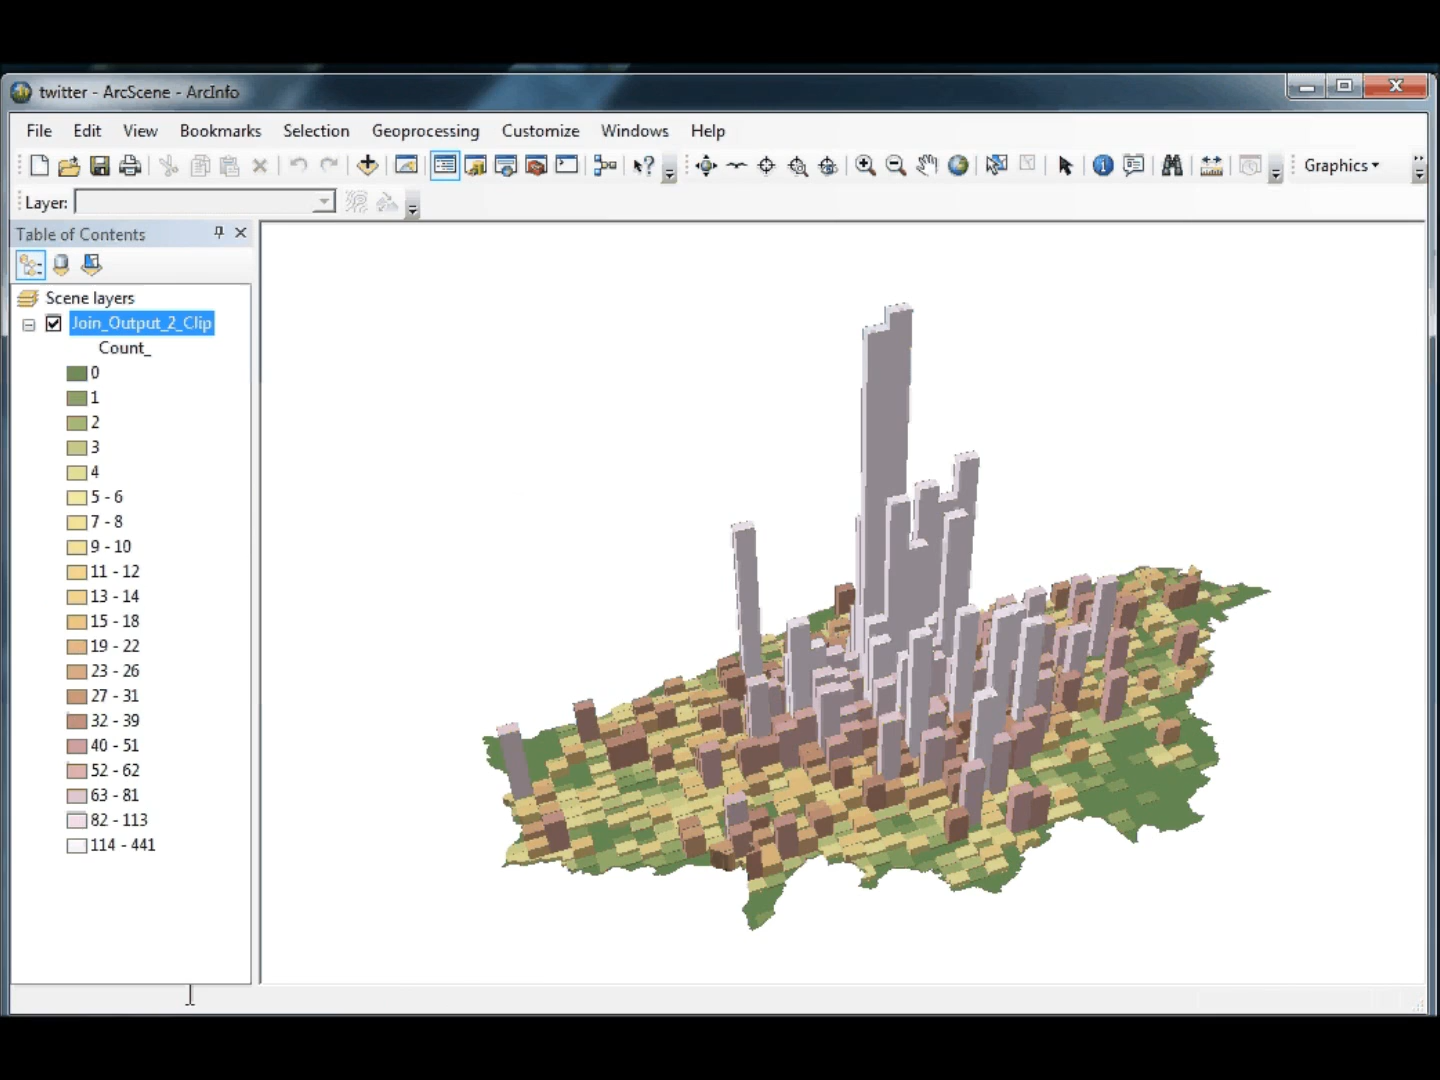 twitter - ArcScene - ArcInfo
File Edit View Bookmarks Selection Geoprocessing Customize Windows Help
Graphics
Layer:
Table of Contents
Scene layers
Join_Output_2_Clip
Count_
0
1
2
3
4
5 - 6
7 - 8
9 - 10
11 - 12
13 - 14
15 - 18
19 - 22
23 - 26
27 - 31
32 - 39
40 - 51
52 - 62
63 - 81
82 - 113
114 - 441